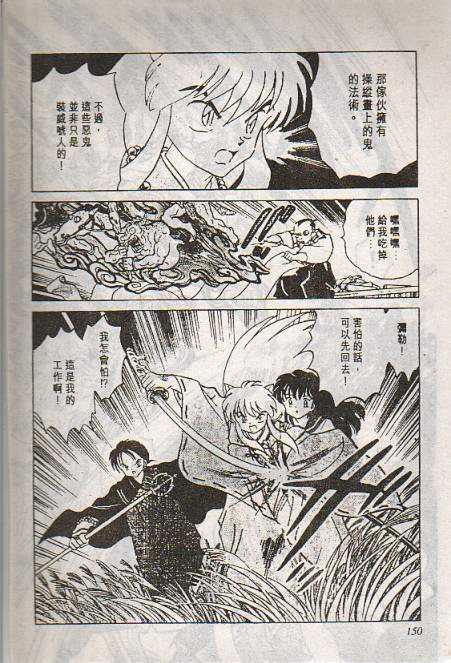 那傢伙擁有
操縱畫上的鬼
的法術。
不過，
這些惡鬼
並非只是
裝威唬人的！
嘿嘿嘿…
給我吃掉
他們…
彌勒！
害怕的話，
可以先回去！
我怎會怕!?
這是我的
工作啊！
150